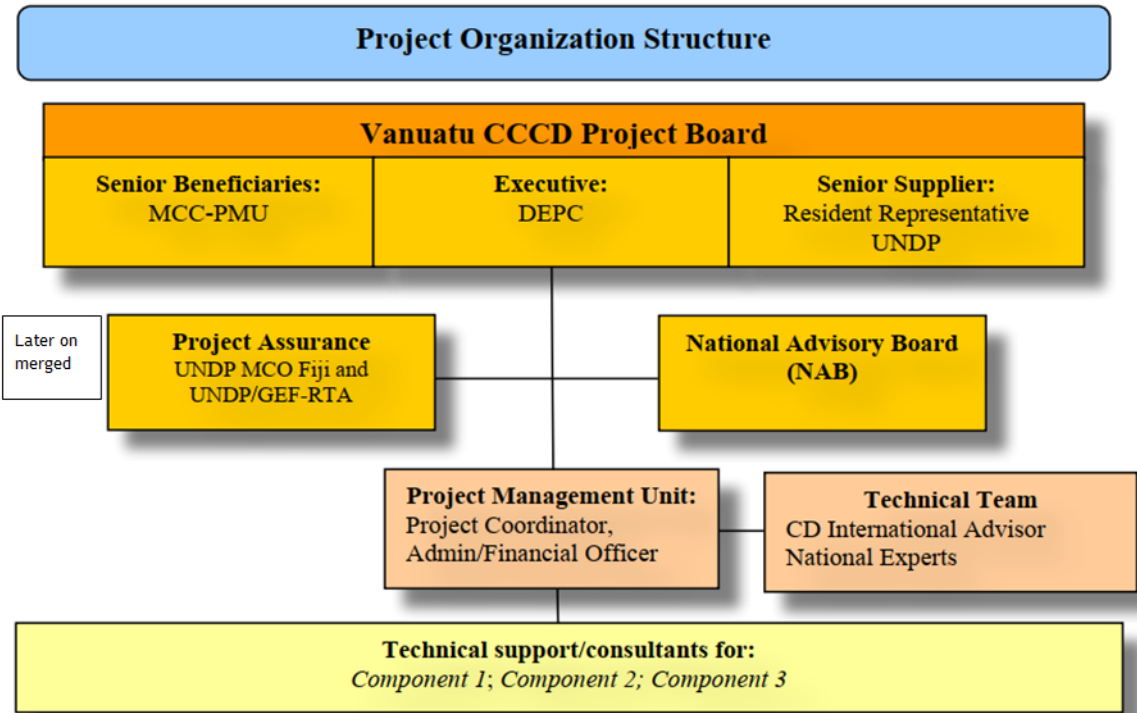 Project Organization Structure
Vanuatu CCCD Project Board
Senior Beneficiaries:
MCC-PMU
Executive:
DEPC
Senior Supplier:
Resident Representative
UNDP
Later on
merged
Project Assurance
UNDP MCO Fiji and
UNDP/GEF-RTA
National Advisory Board
(NAB)
Project Management Unit:
Project Coordinator,
Admin/Financial Officer
Technical Team
CD International Advisor
National Experts
Technical support/consultants for:
Component 1; Component 2; Component 3